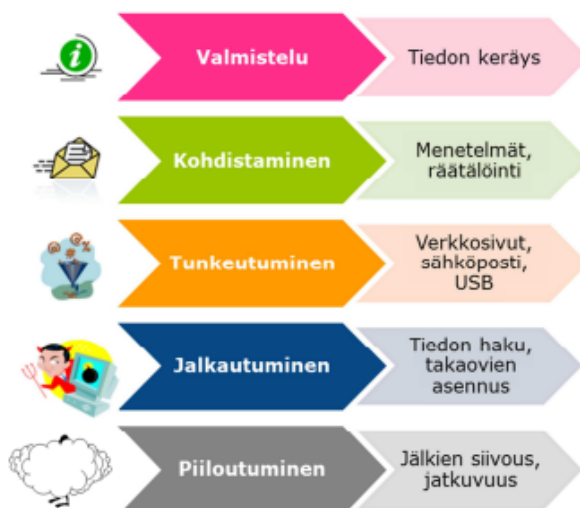 Valmistelu
Tiedon keräys
Kohdistaminen
Menetelmät,
räätälöinti
Tunkeutuminen
Verkkosivut,
sähköposti,
USB
Jalkautuminen
Tiedon haku,
takaovien
asennus
Piiloutuminen
Jälkien siivous,
jatkuvuus